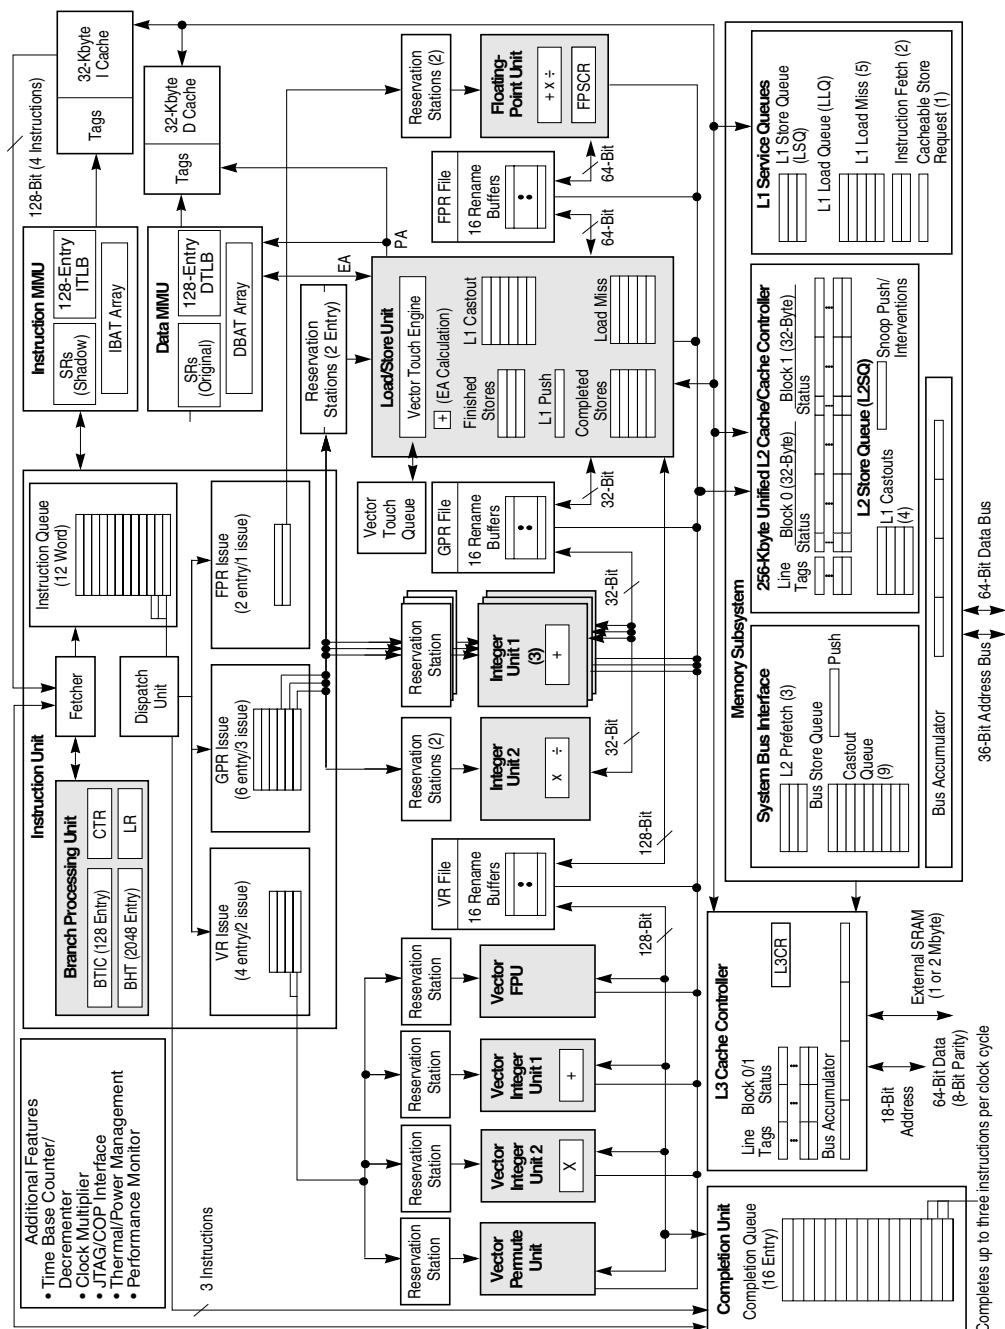 Additional Features
• Time Base Counter/
Decrementer
• Clock Multiplier
• JTAG/COP Interface
• Thermal/Power Management
• Performance Monitor
3 Instructions
Instruction Unit
Branch Processing Unit
BTIC (128 Entry)
CTR
BHT (2048 Entry)
LR
Fetcher
Dispatch
Unit
Instruction Queue
(12 Word)
VR Issue
(4 entry/2 issue)
GPR Issue
(6 entry/3 issue)
FPR Issue
(2 entry/1 issue)
128-Bit (4 Instructions)
Instruction MMU
SRs
(Shadow)
128-Entry
ITLB
IBAT Array
Tags
32-Kbyte
I Cache
Data MMU
SRs
(Original)
128-Entry
DTLB
DBAT Array
Tags
32-Kbyte
D Cache
EA
PA
Reservation
Station
Reservation
Station
Reservation
Station
Reservation
Station
Vector
Permute
Unit
Vector
Integer
Unit 2
X
Vector
Integer
Unit 1
+
Vector
FPU
VR File
16 Rename
Buffers
128-Bit
128-Bit
Reservation
Stations (2)
Integer
Unit 2
x ÷
32-Bit
Reservation
Station
Integer
Unit 1
(3)
+
32-Bit
GPR File
16 Rename
Buffers
32-Bit
Vector
Touch
Queue
Reservation
Stations (2 Entry)
Load/Store Unit
Vector Touch Engine
+ (EA Calculation)
Finished
Stores
L1 Castout
L1 Push
Completed
Stores
Load Miss
FPR File
16 Rename
Buffers
64-Bit
64-Bit
Reservation
Stations (2)
Floating-
Point Unit
+ x ÷
FPSCR
Completion Unit
Completion Queue
(16 Entry)
Completes up to three instructions per clock cycle
L3 Cache Controller
Line
Tags
Block 0/1
Status
L3CR
Bus Accumulator
18-Bit
Address
64-Bit Data
(8-Bit Parity)
External SRAM
(1 or 2 Mbyte)
Memory Subsystem
System Bus Interface
L2 Prefetch (3)
Bus Store Queue
Castout
Queue
(9)
Push
Bus Accumulator
256-Kbyte Unified L2 Cache/Cache Controller
Line
Tags
Block 0 (32-Byte)
Status
Block 1 (32-Byte)
Status
L2 Store Queue (L2SQ)
L1 Castouts
(4)
Snoop Push/
Interventions
L1 Service Queues
L1 Store Queue
(LSQ)
L1 Load Queue (LLQ)
L1 Load Miss (5)
Instruction Fetch (2)
Cacheable Store
Request (1)
36-Bit Address Bus
64-Bit Data Bus